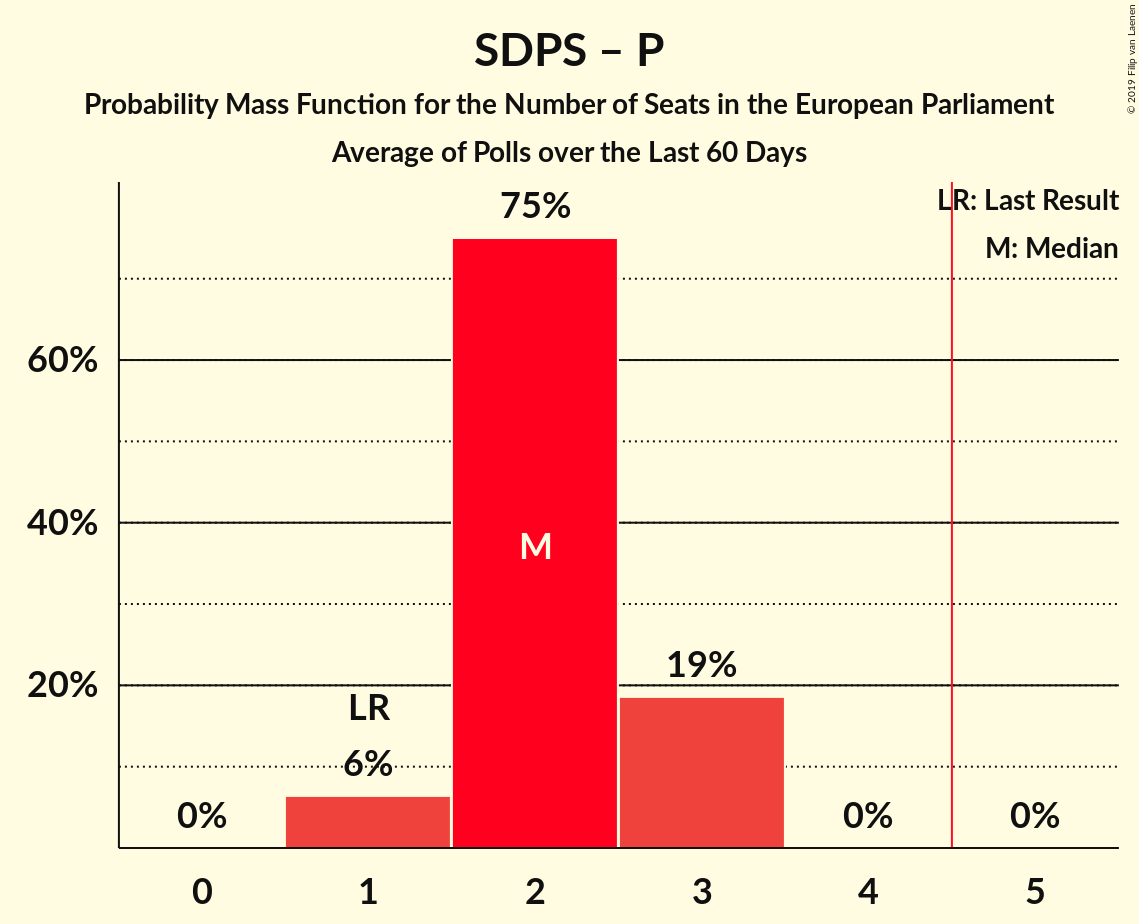 SDPS – P
Probability Mass Function for the Number of Seats in the European Parliament
Average of Polls over the Last 60 Days
© 2019 Filip van Laenen
LR: Last Result
M: Median
75%
60%
40%
M
19%
20%
LR
6%
0%
0%
0%
0
1
2
3
4
5